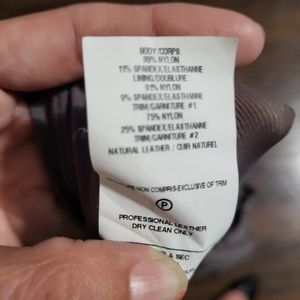 BODY/CORPS:
89% NYLON
11% SPANDEX/ELASTHANNE
LINING/DOUBLURE
91% NYLON
9% SPANDEX/ELASTHANNE
TRIM/GARNITURE #1
75% NYLON
25% SPANDEX/ELASTHANNE
TRIM/GARNITURE #2
NATURAL LEATHER / CUIR NATUREL
NON COMPRIS-EXCLUSIVE OF TRIM
P
PROFESSIONAL LEATHER
DRY CLEAN ONLY
A SEC